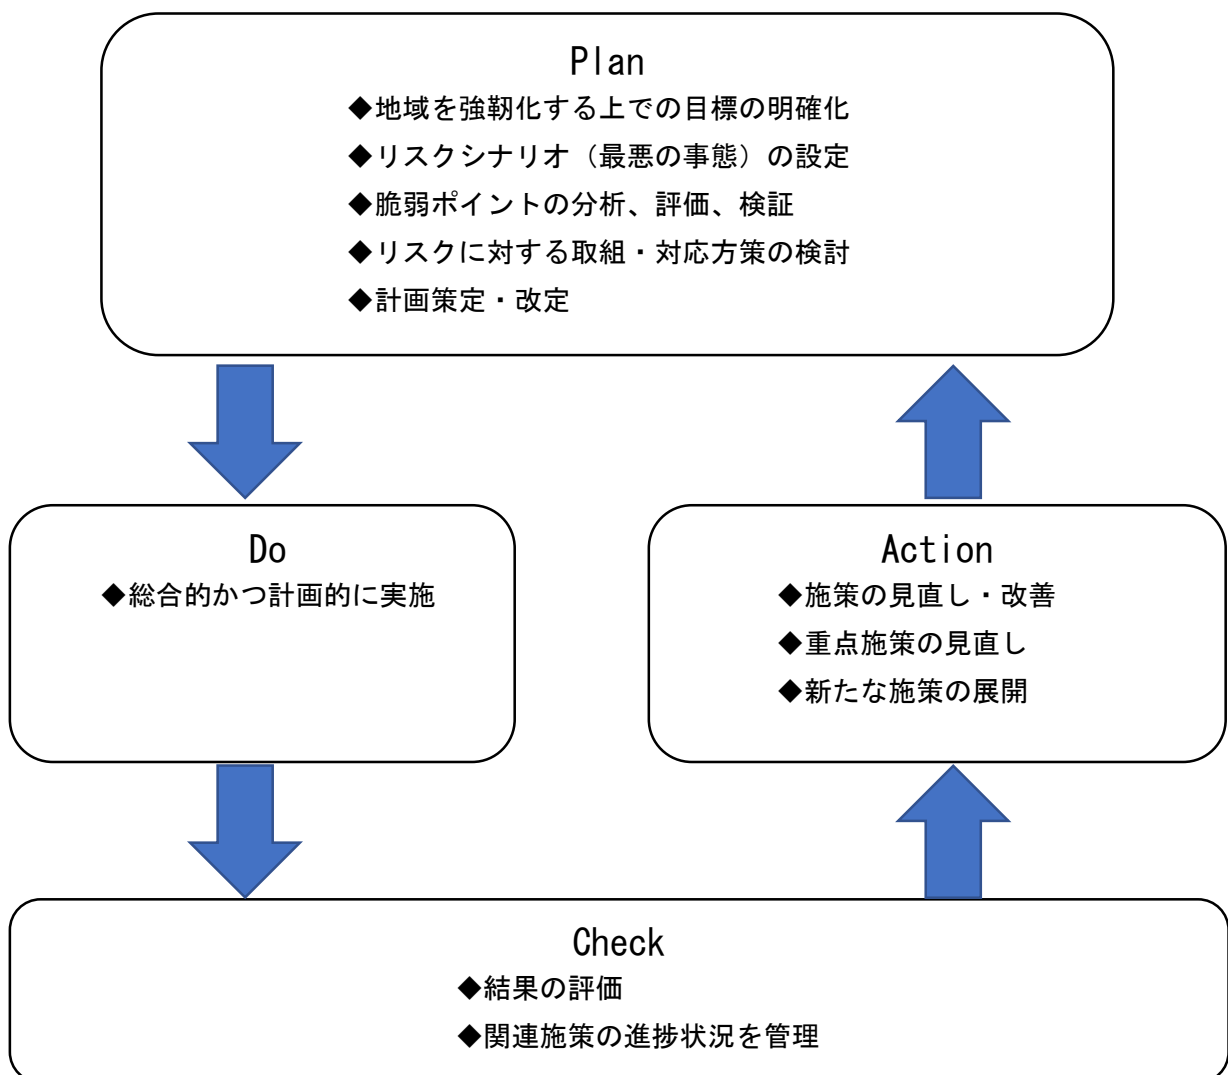 Plan
◆地域を強靭化する上での目標の明確化
◆リスクシナリオ（最悪の事態）の設定
◆脆弱ポイントの分析、評価、検証
◆リスクに対する取組・対応方策の検討
◆計画策定・改定
Do
◆総合的かつ計画的に実施
Action
◆施策の見直し・改善
◆重点施策の見直し
◆新たな施策の展開
Check
◆結果の評価
◆関連施策の進捗状況を管理